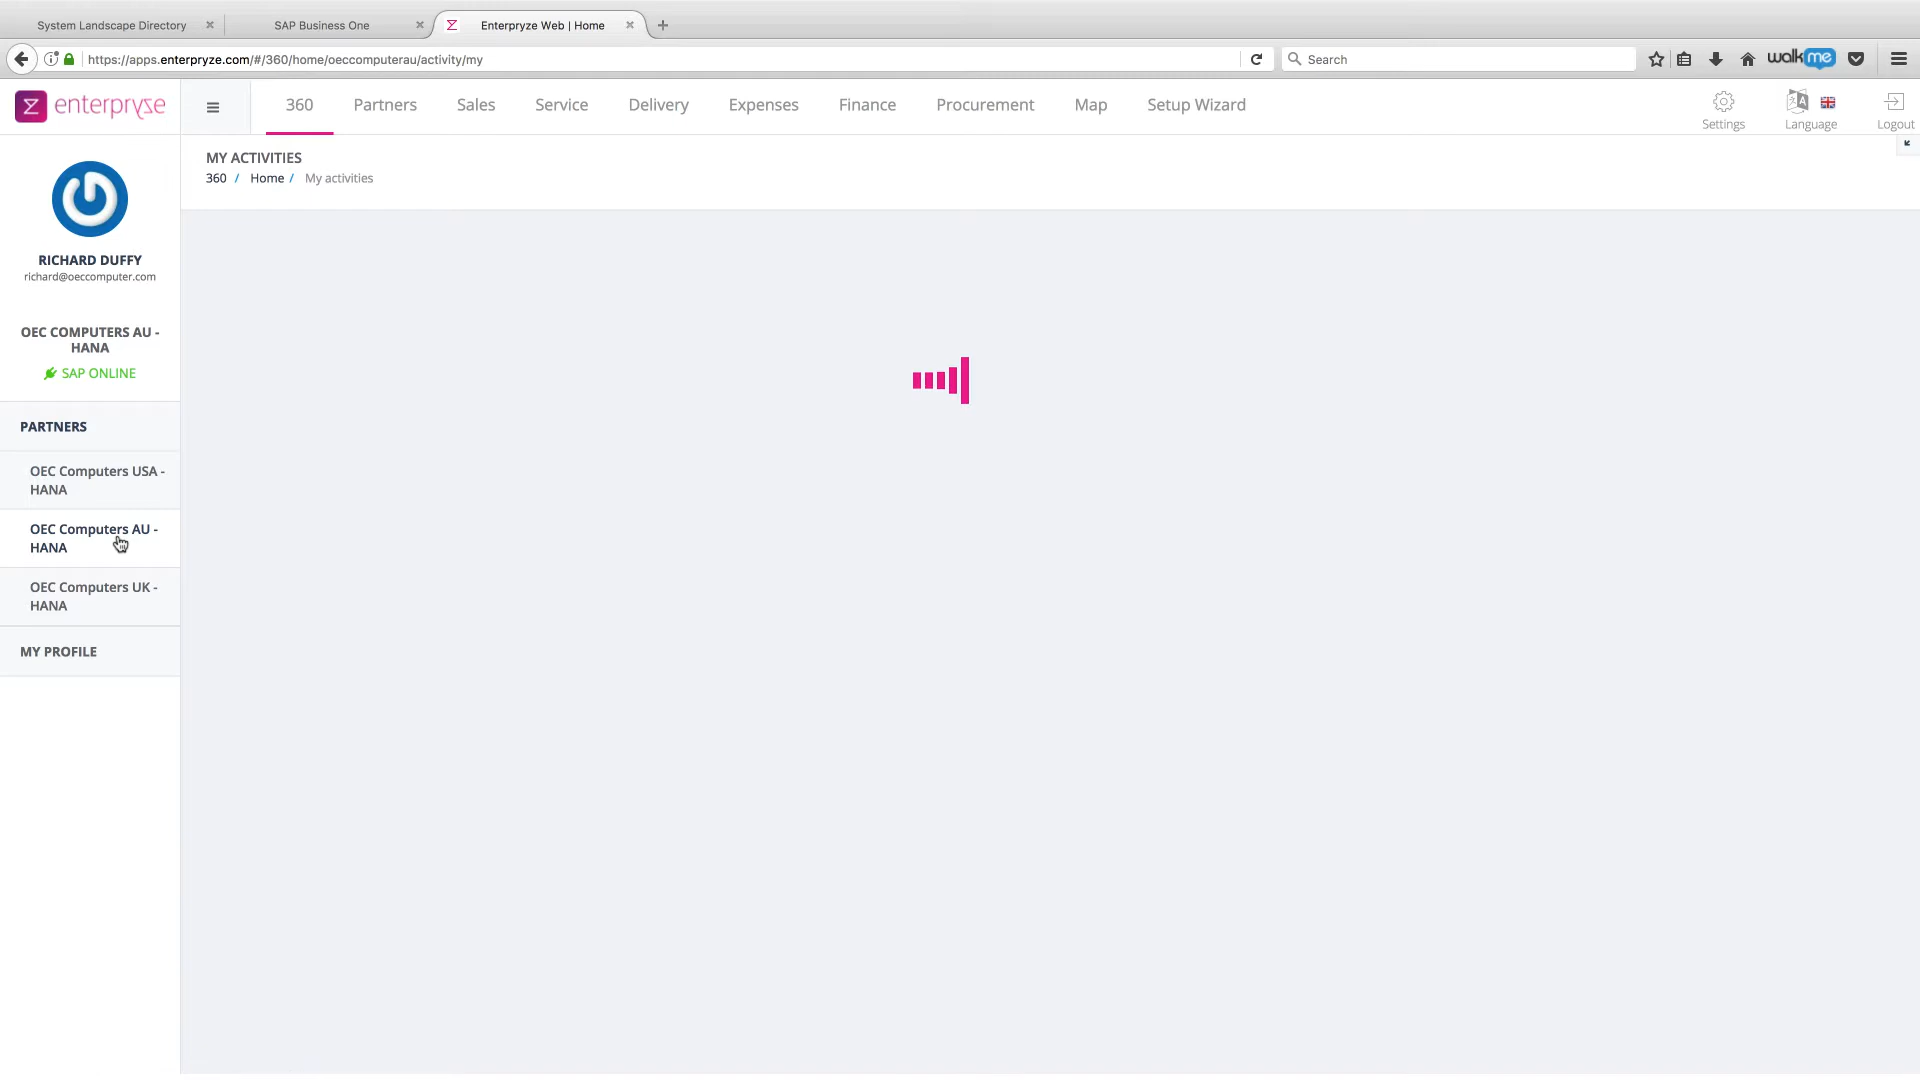 System Landscape Directory
SAP Business One
Enterpryze Web | Home
https://apps.enterpryze.com/#/360/home/oeccomputerau/activity/my
Search
walkme
enterpryze
360
Partners
Sales
Service
Delivery
Expenses
Finance
Procurement
Map
Setup Wizard
Settings
Language
Logout
MY ACTIVITIES
360 / Home / My activities
RICHARD DUFFY
richard@oeccomputer.com
OEC COMPUTERS AU -
HANA
SAP ONLINE
PARTNERS
OEC Computers USA -
HANA
OEC Computers AU -
HANA
OEC Computers UK -
HANA
MY PROFILE